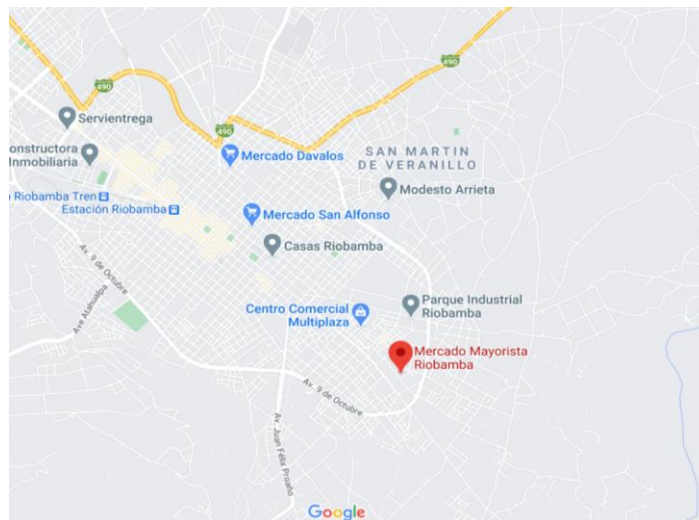 490
490
490
Servientrega
onstructora
Inmobiliaria
Mercado Davalos
SAN MARTIN
DE VERANILLO
Modesto Arrieta
Riobamba Tren
Estación Riobamba
Mercado San Alfonso
Casas Riobamba
Av. 9 de Octubre
Ave Atahualpa
Centro Comercial
Multiplaza
Parque Industrial
Riobamba
Mercado Mayorista
Riobamba
Av. 9 de Octubre
Av. Juan Félix Proaño
Google